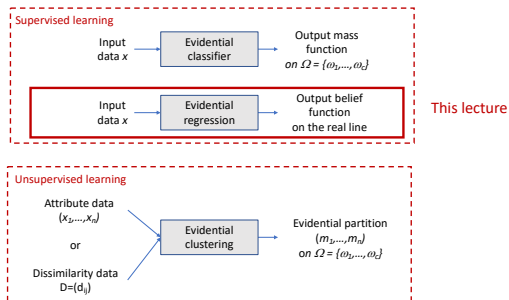 Supervised learning
Input
data x
Evidential
classifier
Output mass
function
on Ω = {ω₁,...,ω꜀}
Input
data x
Evidential
regression
Output belief
function
on the real line
This lecture
Unsupervised learning
Attribute data
(x₁,...,xₙ)
or
Dissimilarity data
D=(dᵢⱼ)
Evidential
clustering
Evidential partition
(m₁,...,mₙ)
on Ω = {ω₁,...,ω꜀}